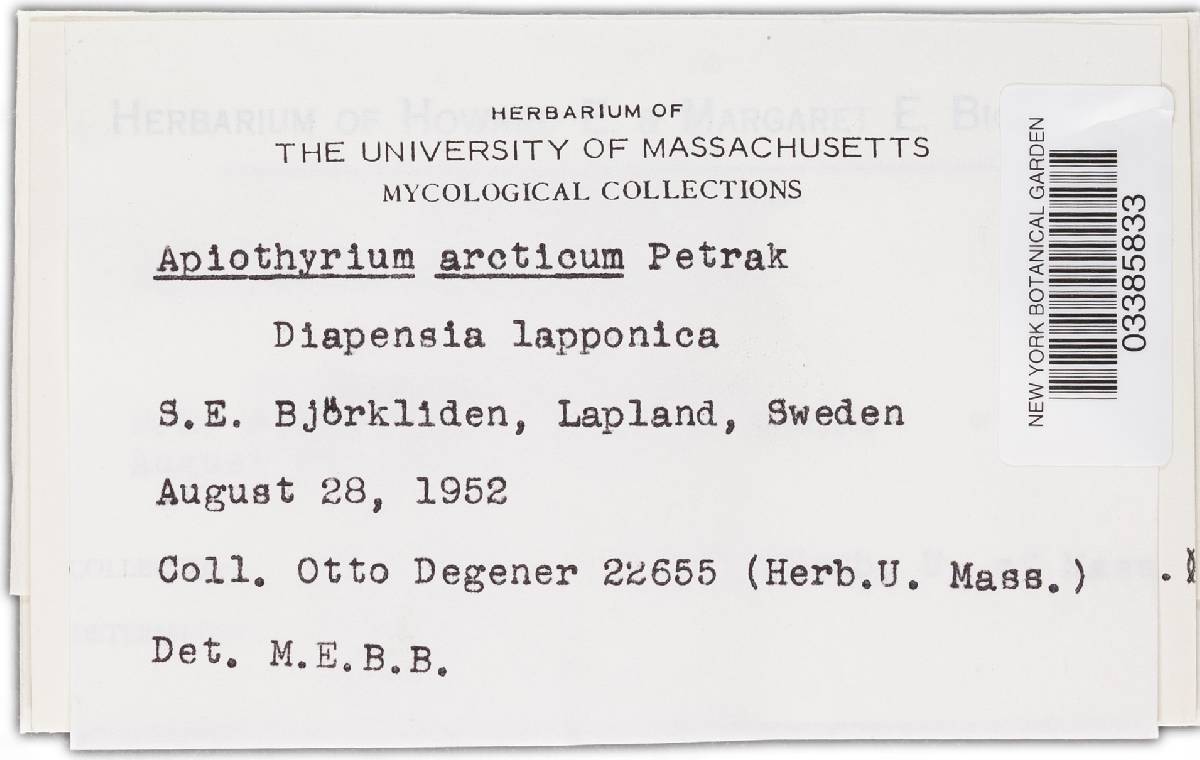 HERBARIUM OF
THE UNIVERSITY OF MASSACHUSETTS
MYCOLOGICAL COLLECTIONS
Apiothyrium arcticum Petrak
Diapensia lapponica
S.E. Björkliden, Lapland, Sweden
August 28, 1952
Coll. Otto Degener 22655 (Herb.U. Mass.)
Det. M.E.B.B.
NEW YORK BOTANICAL GARDEN
03385833